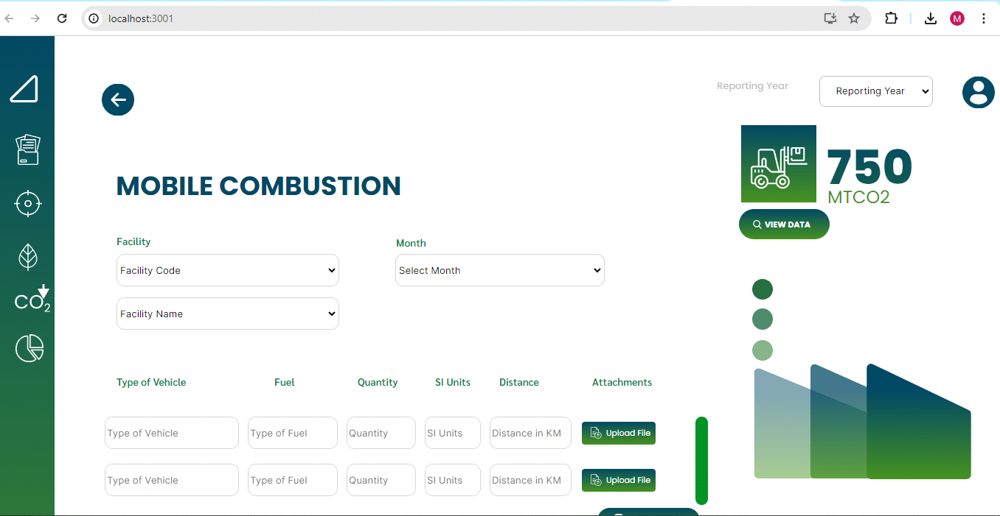 localhost:3001
M
Reporting Year
Reporting Year
750
MTCO2
VIEW DATA
MOBILE COMBUSTION
Facility
Month
Facility Code
Select Month
Facility Name
CO2
Type of Vehicle Fuel Quantity SI Units Distance Attachments
Type of Vehicle Type of Fuel Quantity SI Units Distance in KM Upload File
Type of Vehicle Type of Fuel Quantity SI Units Distance in KM Upload File